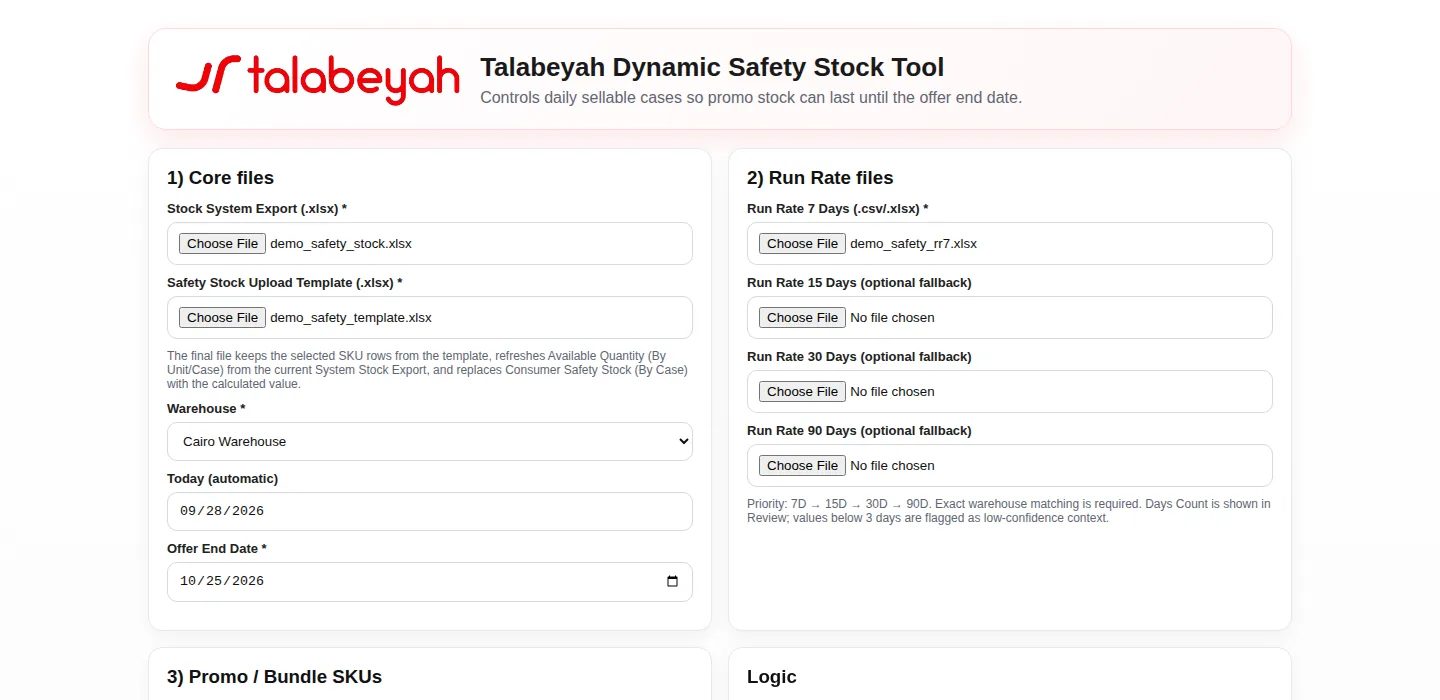 talabeyah
Talabeyah Dynamic Safety Stock Tool
Controls daily sellable cases so promo stock can last until the offer end date.
1) Core files
Stock System Export (.xlsx) *
Choose File demo_safety_stock.xlsx
Safety Stock Upload Template (.xlsx) *
Choose File demo_safety_template.xlsx
The final file keeps the selected SKU rows from the template, refreshes Available Quantity (By
Unit/Case) from the current System Stock Export, and replaces Consumer Safety Stock (By Case)
with the calculated value.
Warehouse *
Cairo Warehouse
Today (automatic)
09/28/2026
Offer End Date *
10/25/2026
2) Run Rate files
Run Rate 7 Days (.csv/.xlsx) *
Choose File demo_safety_rr7.xlsx
Run Rate 15 Days (optional fallback)
Choose File No file chosen
Run Rate 30 Days (optional fallback)
Choose File No file chosen
Run Rate 90 Days (optional fallback)
Choose File No file chosen
Priority: 7D → 15D → 30D → 90D. Exact warehouse matching is required. Days Count is shown in
Review; values below 3 days are flagged as low-confidence context.
3) Promo / Bundle SKUs
Logic